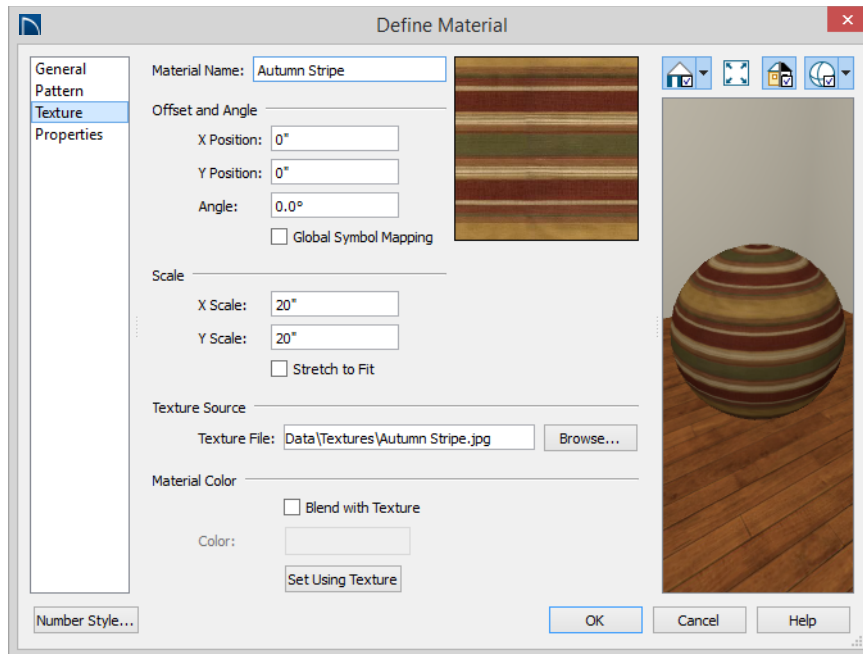 Define Material
General
Pattern
Texture
Properties
Material Name: Autumn Stripe
Offset and Angle
X Position: 0"
Y Position: 0"
Angle: 0.0°
Global Symbol Mapping
Scale
X Scale: 20"
Y Scale: 20"
Stretch to Fit
Texture Source
Texture File: Data\Textures\Autumn Stripe.jpg Browse...
Material Color
Blend with Texture
Color:
Set Using Texture
Number Style... OK Cancel Help